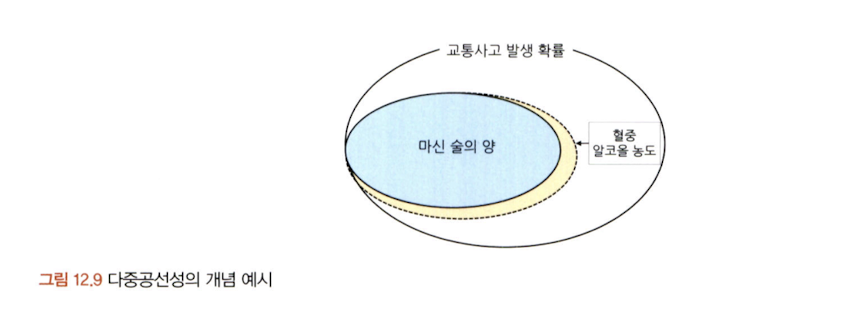 교통사고 발생 확률
마신 술의 양
혈중
알코올 농도
그림 12.9 다중공선성의 개념 예시